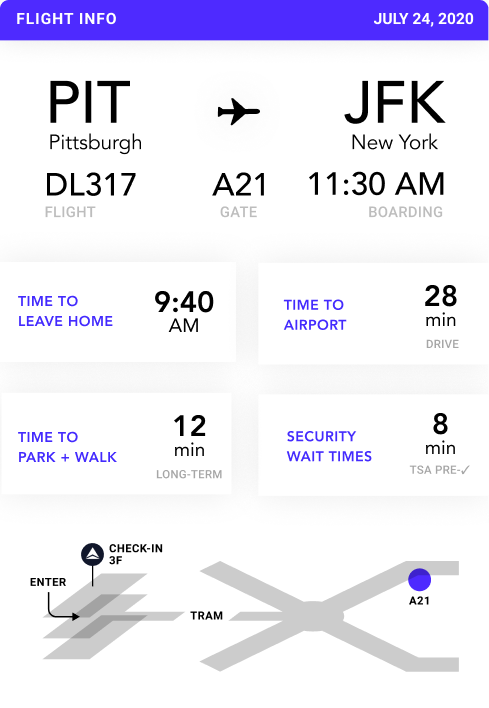 FLIGHT INFO
JULY 24, 2020
PIT
JFK
Pittsburgh
New York
DL317
A21
11:30 AM
FLIGHT
GATE
BOARDING
TIME TO
LEAVE HOME
9:40
AM
TIME TO
AIRPORT
28
min
DRIVE
TIME TO
PARK + WALK
12
min
LONG-TERM
SECURITY
WAIT TIMES
8
min
TSA PRE-✓
CHECK-IN
3F
ENTER
TRAM
A21